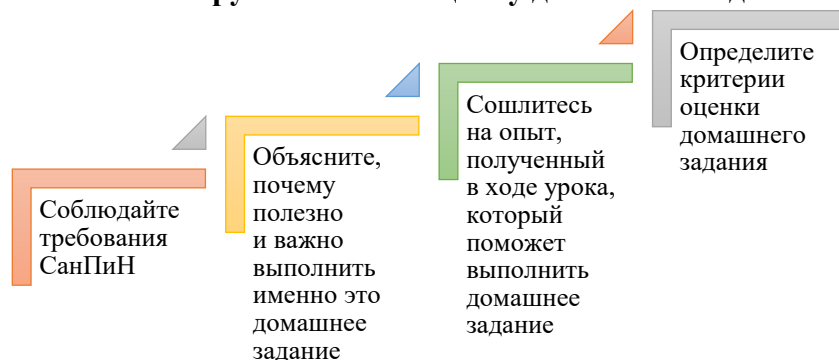 Соблюдайте
требования
СанПиН
Объясните,
почему
полезно
и важно
выполнить
именно это
домашнее
задание
Сошлитесь
на опыт,
полученный
в ходе урока,
который
поможет
выполнить
домашнее
задание
Определите
критерии
оценки
домашнего
задания